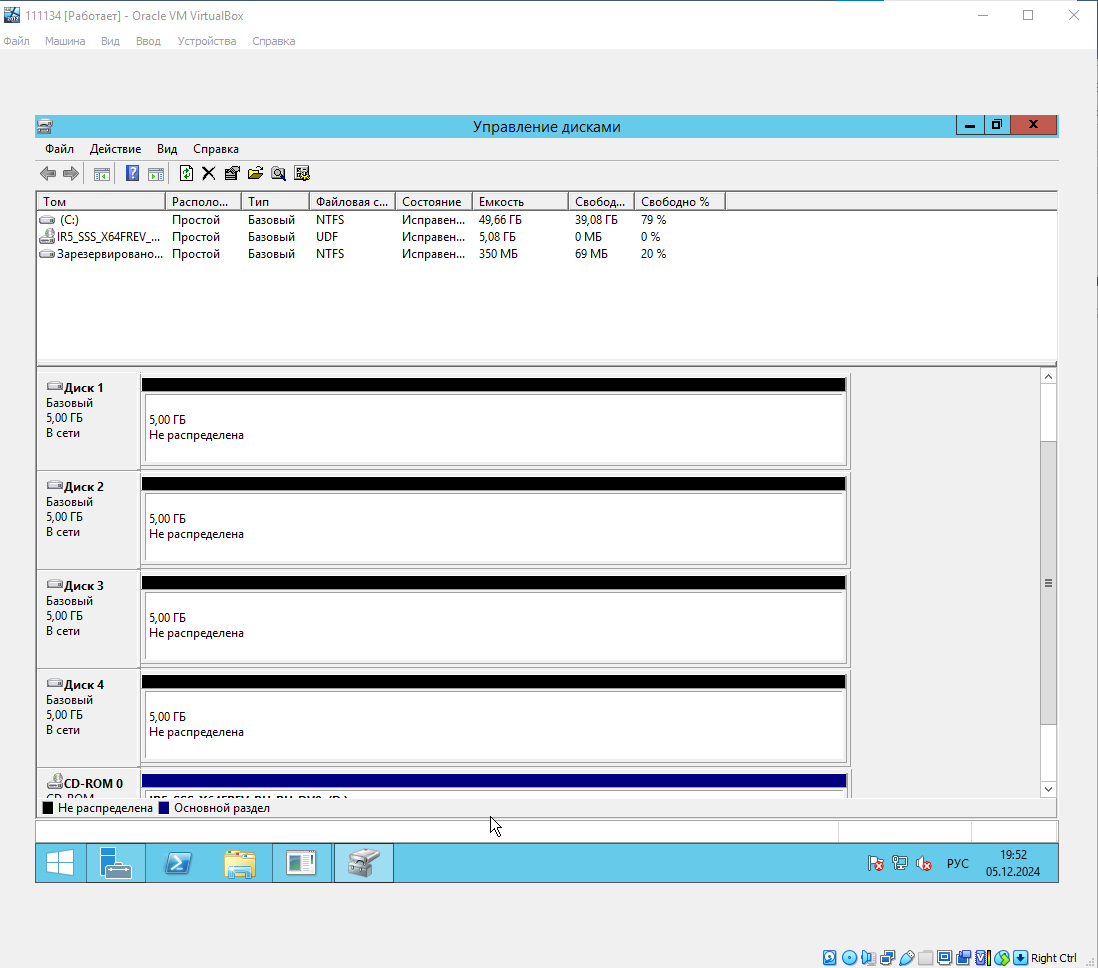 111134 [Работает] - Oracle VM VirtualBox
Файл Машина Вид Ввод Устройства Справка
Управление дисками
Файл Действие Вид Справка
Том Располо... Тип Файловая с... Состояние Емкость Свобод... Свободно %
(C:) Простой Базовый NTFS Исправен... 49,66 ГБ 39,08 ГБ 79 %
IR5_SSS_X64FREV_... Простой Базовый UDF Исправен... 5,08 ГБ 0 МБ 0 %
Зарезервировано... Простой Базовый NTFS Исправен... 350 МБ 69 МБ 20 %
Диск 1
Базовый
5,00 ГБ
В сети
5,00 ГБ
Не распределена
Диск 2
Базовый
5,00 ГБ
В сети
5,00 ГБ
Не распределена
Диск 3
Базовый
5,00 ГБ
В сети
5,00 ГБ
Не распределена
Диск 4
Базовый
5,00 ГБ
В сети
5,00 ГБ
Не распределена
CD-ROM 0
CD-ROM
Не распределена Основной раздел
РУС
19:52
05.12.2024
Right Ctrl